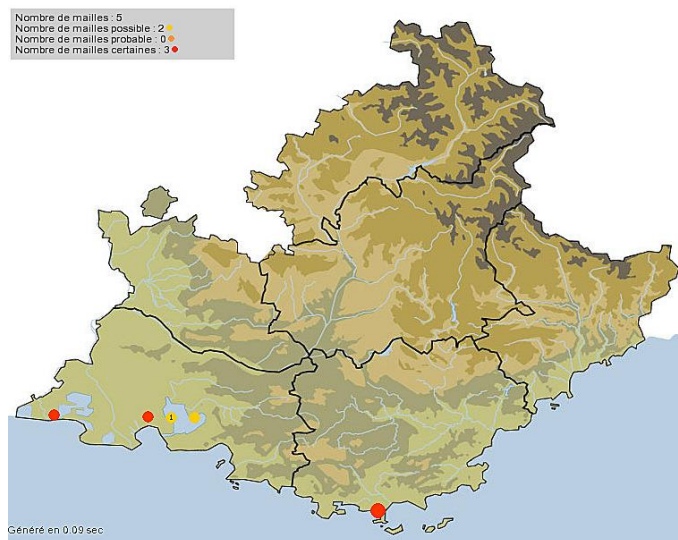 Nombre de mailles : 5
Nombre de mailles possible : 2
Nombre de mailles probable : 0
Nombre de mailles certaines : 3
1
Généré en 0.09 sec